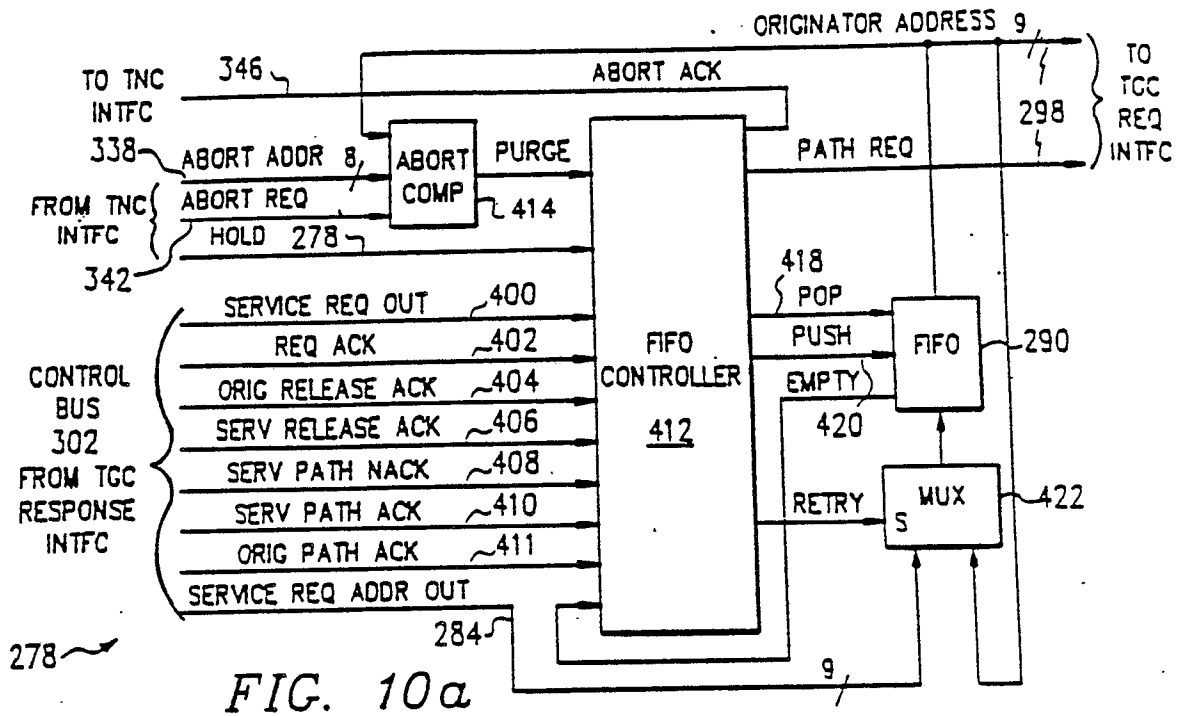 ORIGINATOR ADDRESS 9
TO TNC INTFC
346
ABORT ACK
TO TGC REQ INTFC
298
338
ABORT ADDR 8
ABORT COMP
PURGE
414
PATH REQ
FROM TNC INTFC
ABORT REQ
342
HOLD 278
CONTROL BUS 302 FROM TGC RESPONSE INTFC
SERVICE REQ OUT 400
REQ ACK 402
ORIG RELEASE ACK 404
SERV RELEASE ACK 406
SERV PATH NACK 408
SERV PATH ACK 410
ORIG PATH ACK 411
SERVICE REQ ADDR OUT
284
FIFO CONTROLLER
412
418
POP
PUSH
EMPTY
420
FIFO
290
RETRY
S
MUX
422
9
278
FIG. 10a